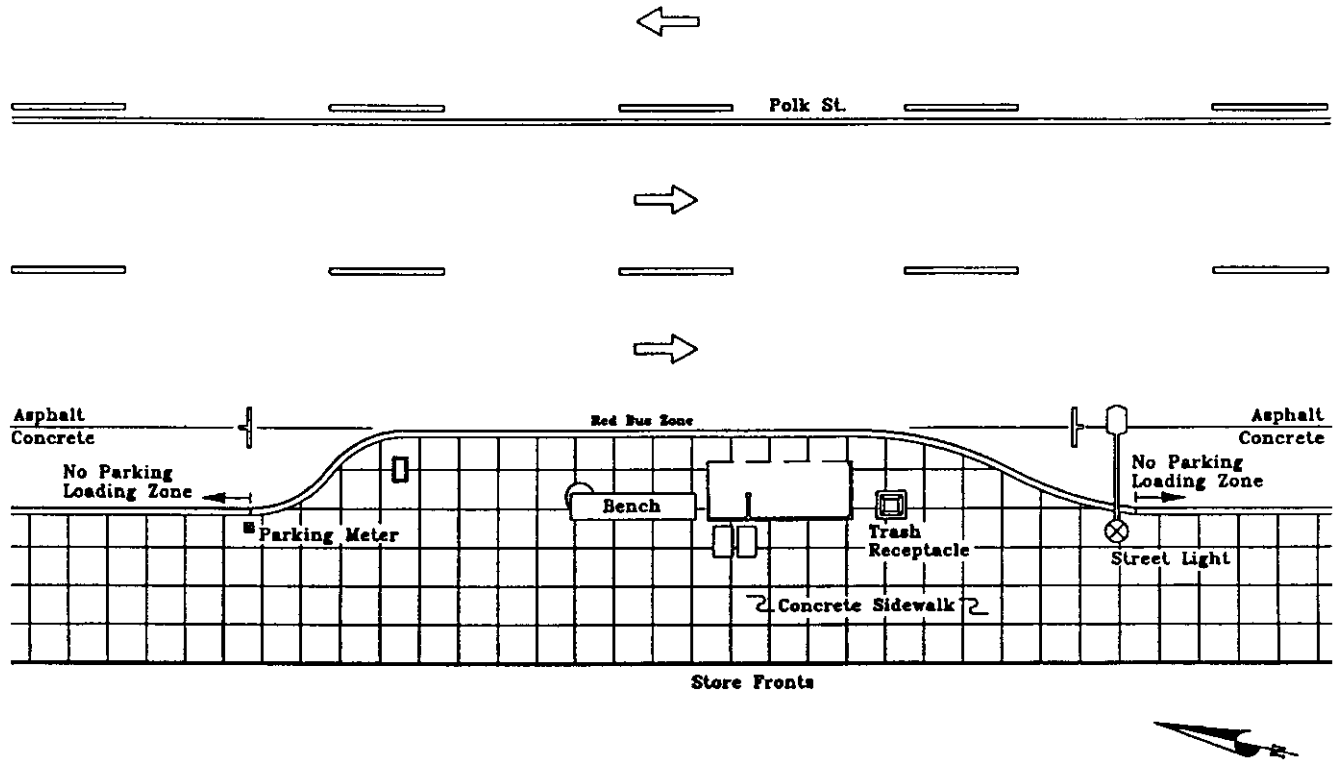 Polk St.
Asphalt
Concrete
Red Bus Zone
Asphalt
Concrete
No Parking
Loading Zone
No Parking
Loading Zone
Bench
Parking Meter
Trash
Receptacle
Street Light
Concrete Sidewalk
Store Fronts
N